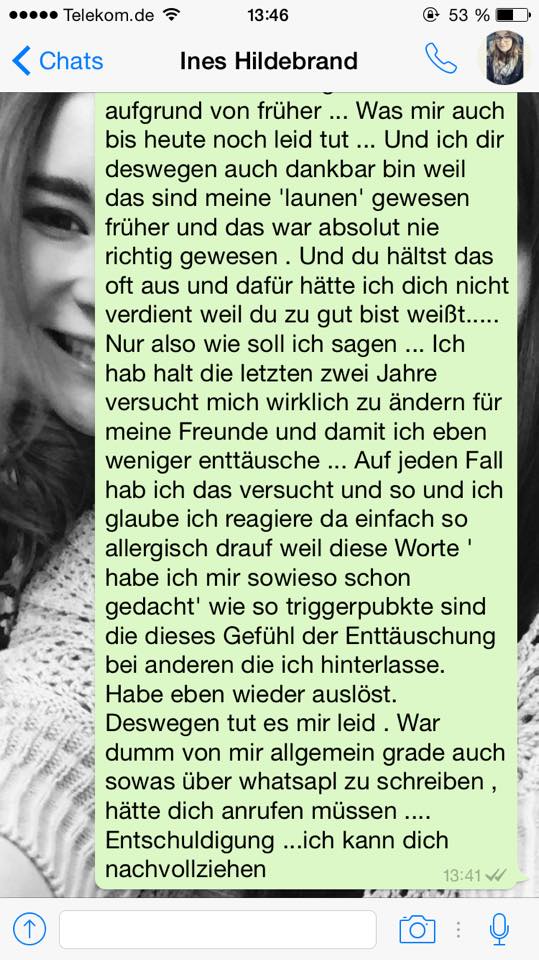 Telekom.de 13:46 53 %
Chats Ines Hildebrand
aufgrund von früher ... Was mir auch
bis heute noch leid tut ... Und ich dir
deswegen auch dankbar bin weil
das sind meine 'launen' gewesen
früher und das war absolut nie
richtig gewesen . Und du hältst das
oft aus und dafür hätte ich dich nicht
verdient weil du zu gut bist weißt.....
Nur also wie soll ich sagen ... Ich
hab halt die letzten zwei Jahre
versucht mich wirklich zu ändern für
meine Freunde und damit ich eben
weniger enttäusche ... Auf jeden Fall
hab ich das versucht und so und ich
glaube ich reagiere da einfach so
allergisch drauf weil diese Worte '
habe ich mir sowieso schon
gedacht' wie so triggerpubkte sind
die dieses Gefühl der Enttäuschung
bei anderen die ich hinterlasse.
Habe eben wieder auslöst.
Deswegen tut es mir leid . War
dumm von mir allgemein grade auch
sowas über whatsapl zu schreiben ,
hätte dich anrufen müssen ....
Entschuldigung ...ich kann dich
nachvollziehen
13:41